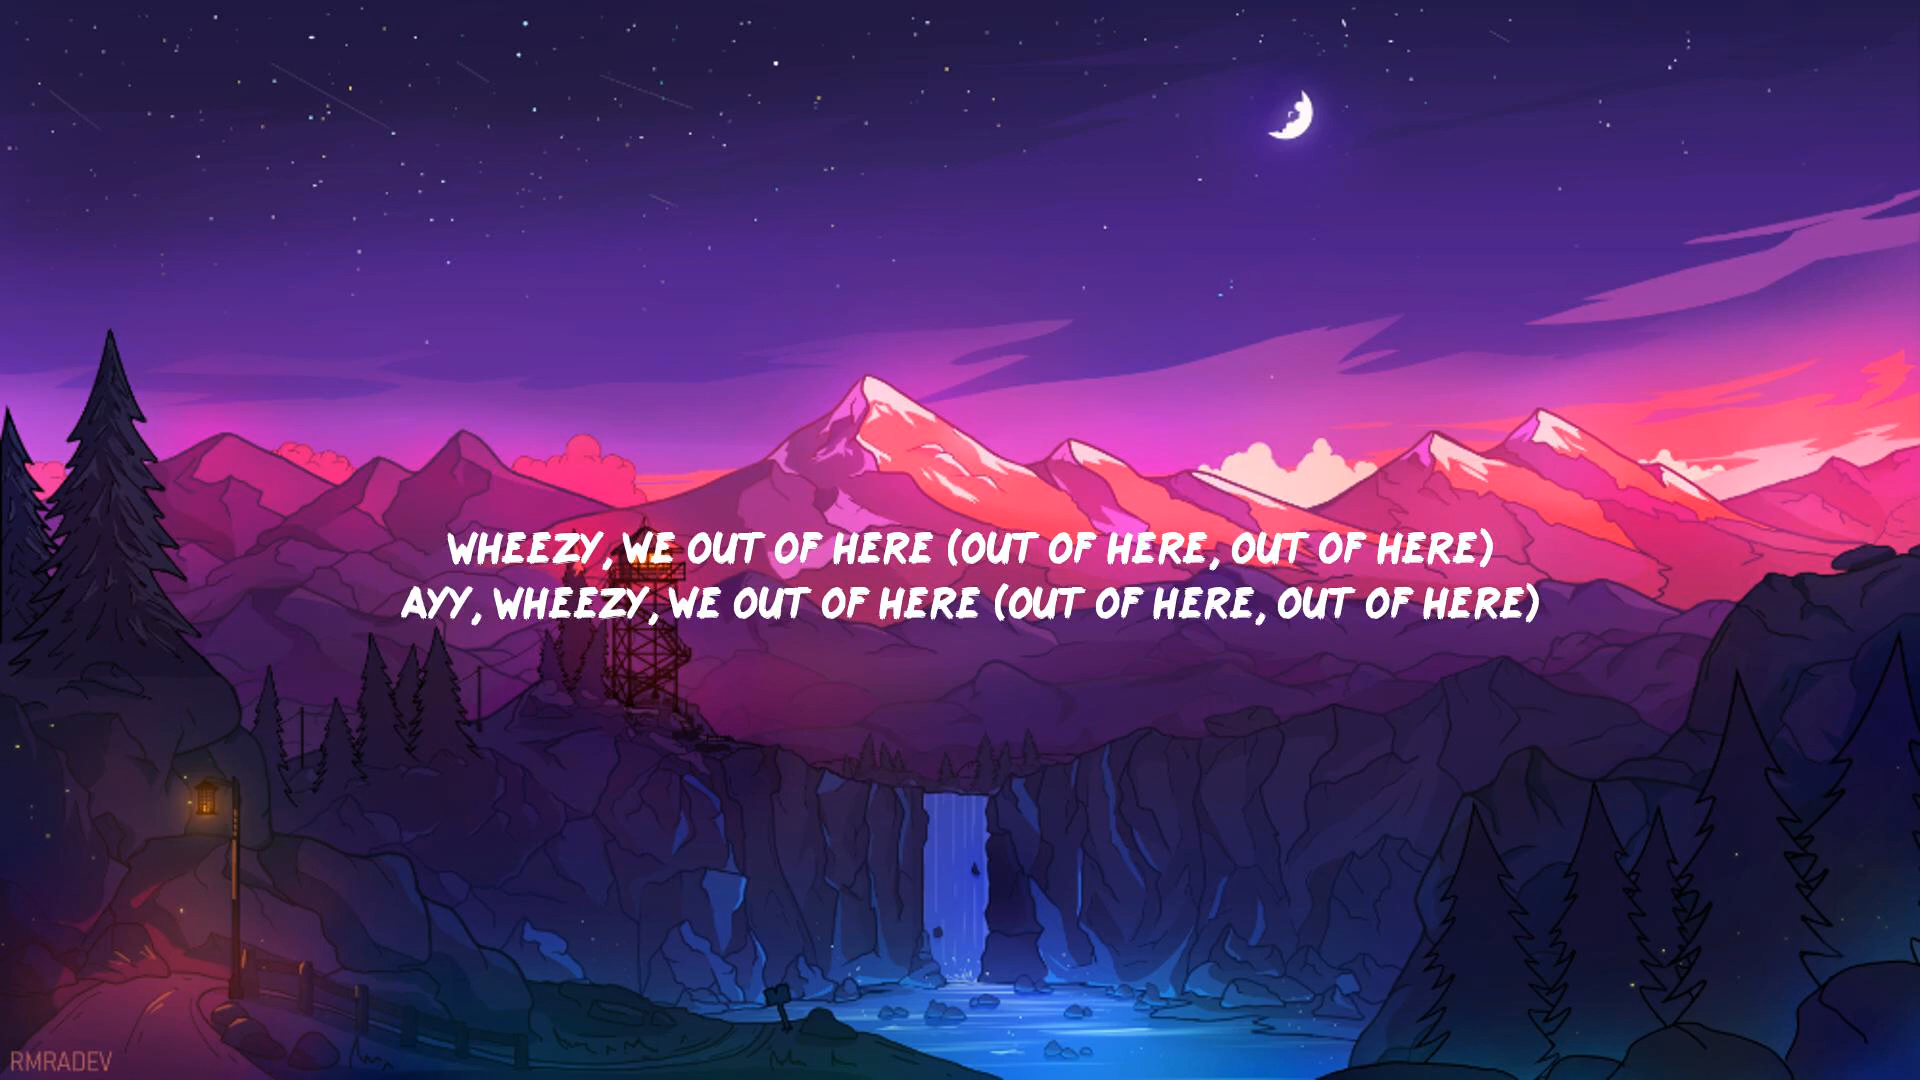 WHEEZY, WE OUT OF HERE (OUT OF HERE, OUT OF HERE)
AYY, WHEEZY, WE OUT OF HERE (OUT OF HERE, OUT OF HERE)
RMRADEV